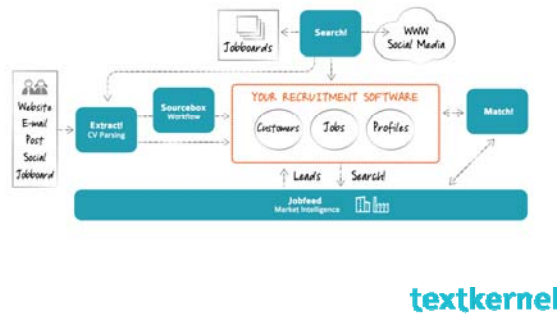 Jobboards
Search!
WWW
Social Media
Website
E-mail
Post
Social
Jobboard
Extract!
CV Parsing
Sourcebox
Workflow
YOUR RECRUITMENT SOFTWARE
Customers
Jobs
Profiles
Match!
Leads
Search!
Jobfeed
Market Intelligence
textkernel